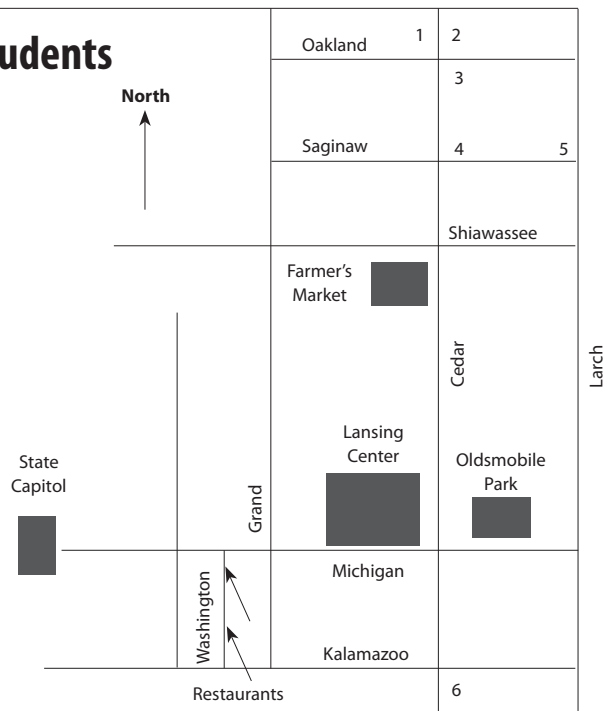 Oakland 1 2
udents
North
3
Saginaw 4 5
Shiawassee
Farmer's
Market
Cedar
Larch
Lansing
Center
Oldsmobile
Park
State
Capitol
Grand
Michigan
Washington
Kalamazoo
Restaurants
6